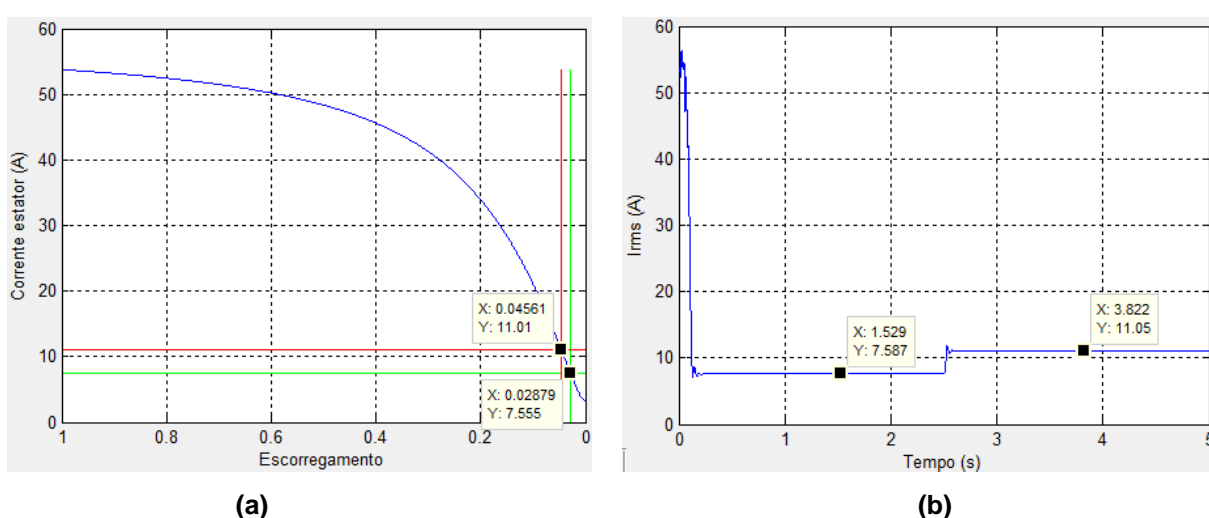 60
50
40
30
20
10
0
Corrente estator (A)
X: 0.04561
Y: 11.01
X: 0.02879
Y: 7.555
1 0.8 0.6 0.4 0.2 0
Escorregamento
(a)
60
50
40
30
20
10
0
Irms (A)
X: 1.529
Y: 7.587
X: 3.822
Y: 11.05
0 1 2 3 4 5
Tempo (s)
(b)